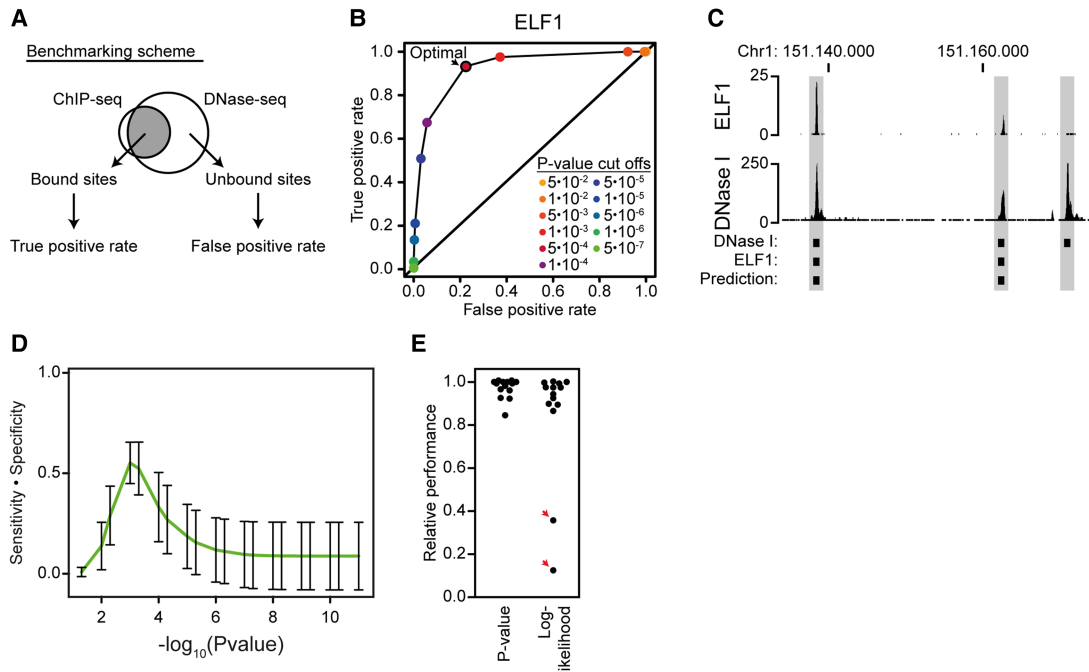 A
Benchmarking scheme
ChIP-seq
DNase-seq
Bound sites
Unbound sites
True positive rate
False positive rate
B
ELF1
Optimal
True positive rate
1.0
0.8
0.6
0.4
0.2
0.0
P-value cut offs
5•10-2 5•10-5
1•10-2 1•10-5
5•10-3 5•10-6
1•10-3 1•10-6
5•10-4 5•10-7
1•10-4
0.0 0.2 0.4 0.6 0.8 1.0
False positive rate
C
Chr1: 151.140.000 151.160.000
ELF1
25
0
DNase I
250
0
DNase I:
ELF1:
Prediction:
D
Sensitivity • Specificity
1.0
0.5
0.0
2 4 6 8 10
-log10(Pvalue)
E
Relative performance
1.0
0.8
0.6
0.4
0.2
0.0
P-value
Log-
ikelihood